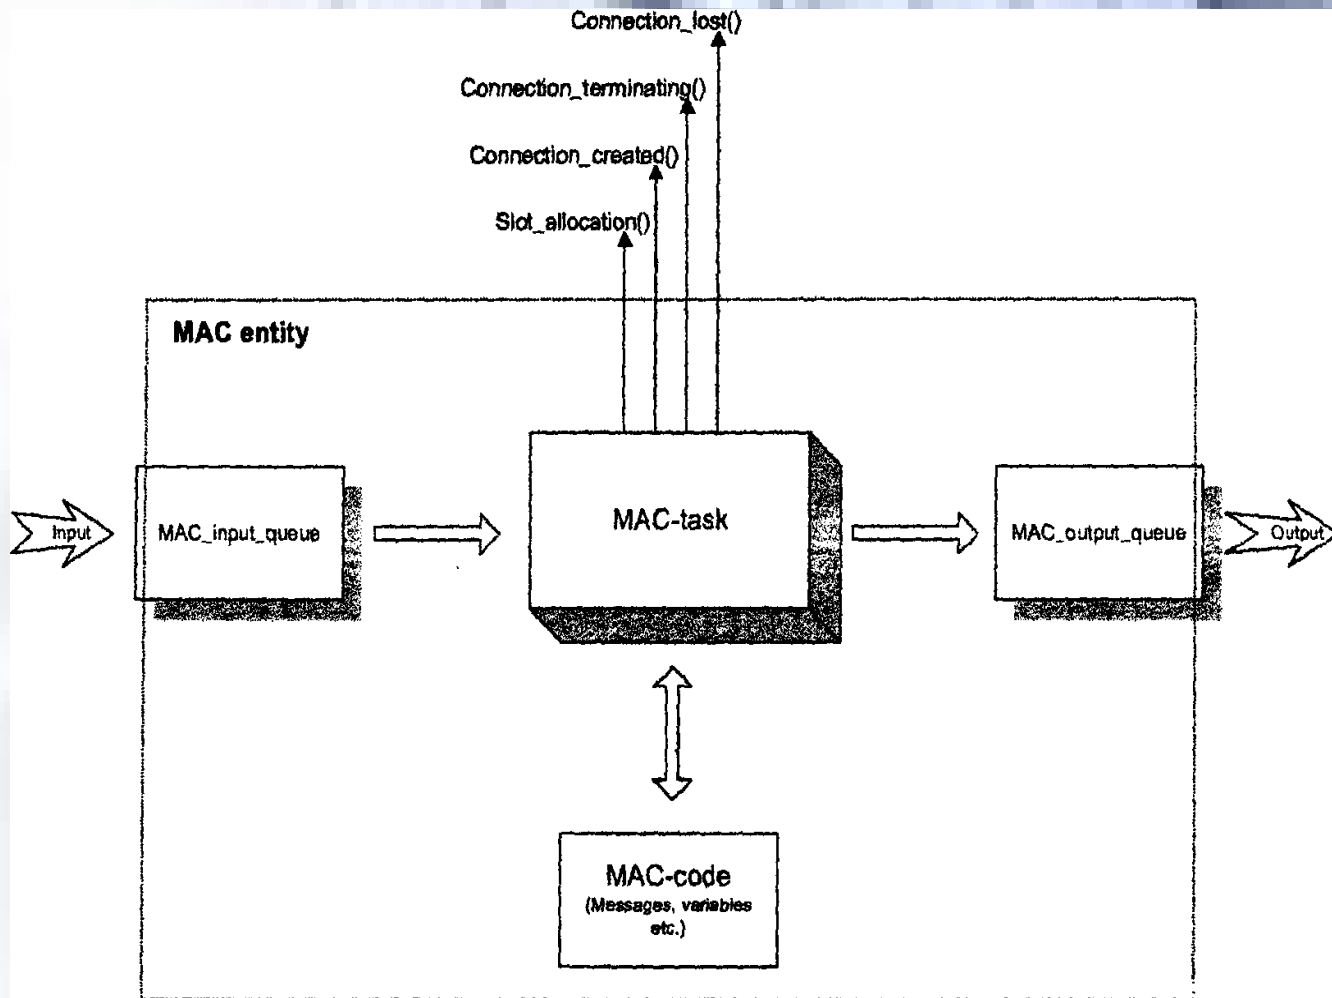 Connection_lost()
Connection_terminating()
Connection_created()
Slot_allocation()
MAC entity
Input
MAC_input_queue
MAC-task
MAC_output_queue
Output
MAC-code
(Messages, variables
etc.)